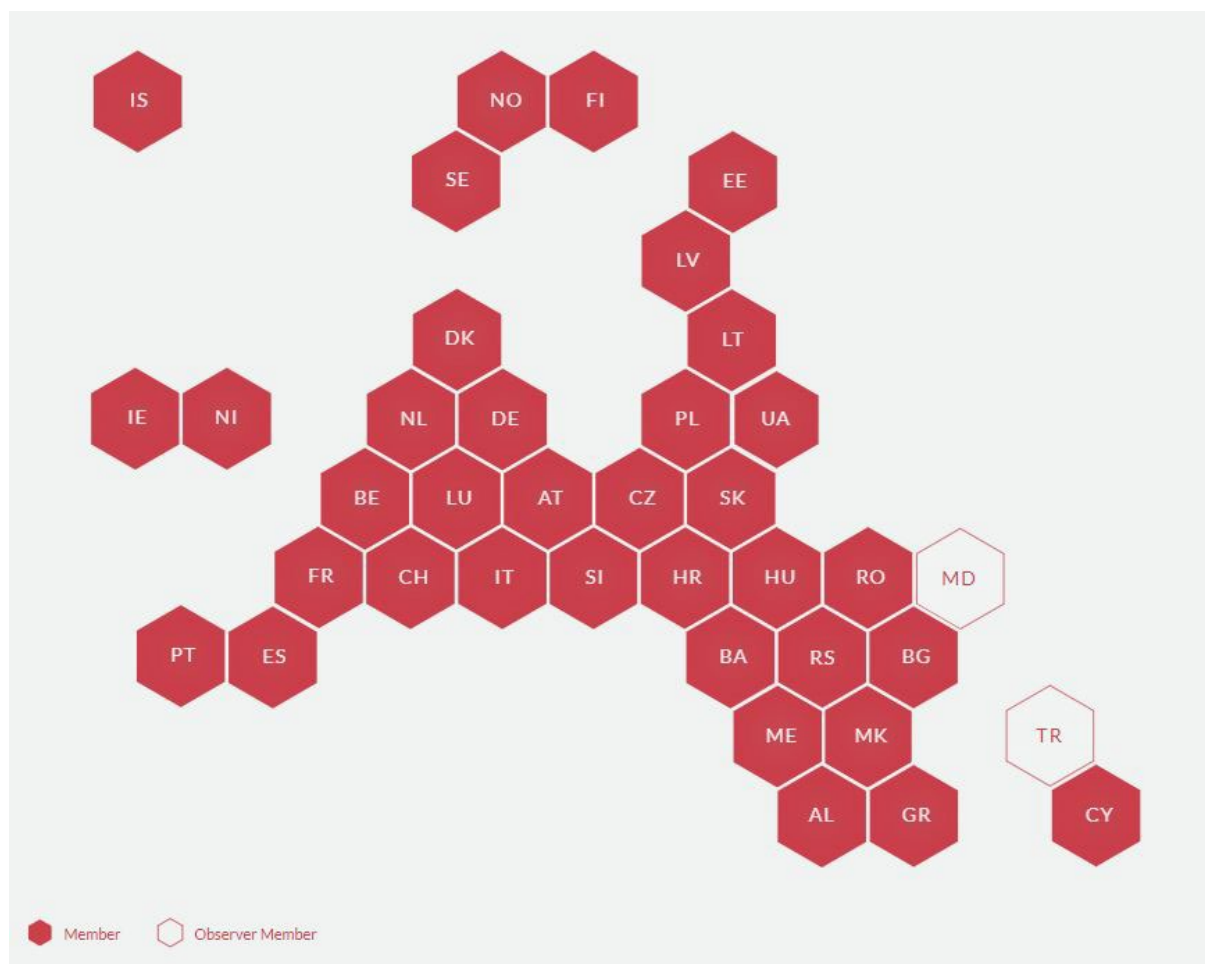 IS NO FI
SE EE
LV
DK LT
IE NI NL DE PL UA
BE LU AT CZ SK
FR CH IT SI HR HU RO MD
PT ES BA RS BG
ME MK TR
AL GR CY
Member Observer Member